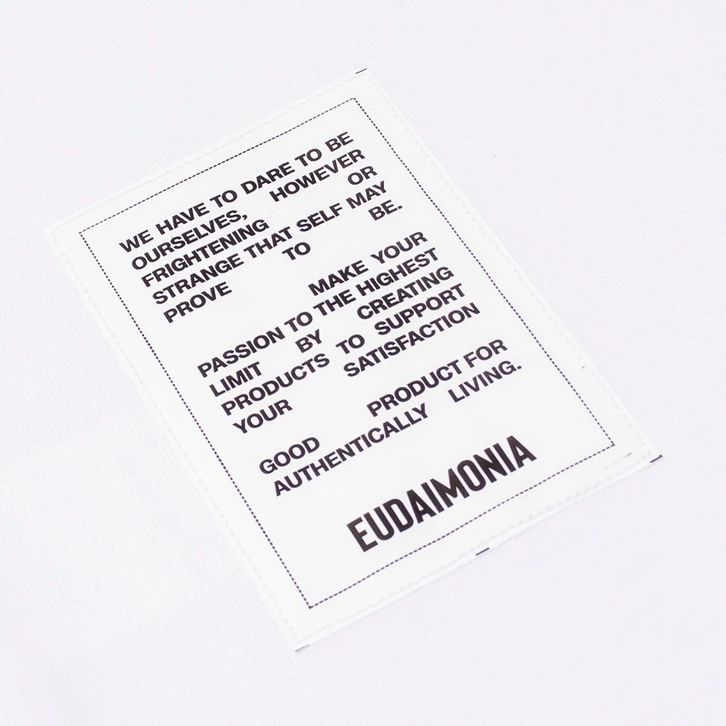 WE HAVE TO DARE TO BE
OURSELVES, HOWEVER
FRIGHTENING OR
STRANGE THAT SELF MAY
PROVE TO BE.
MAKE YOUR
PASSION TO THE HIGHEST
LIMIT BY CREATING
PRODUCTS TO SUPPORT
YOUR SATISFACTION
GOOD PRODUCT FOR
AUTHENTICALLY LIVING.
EUDAIMONIA